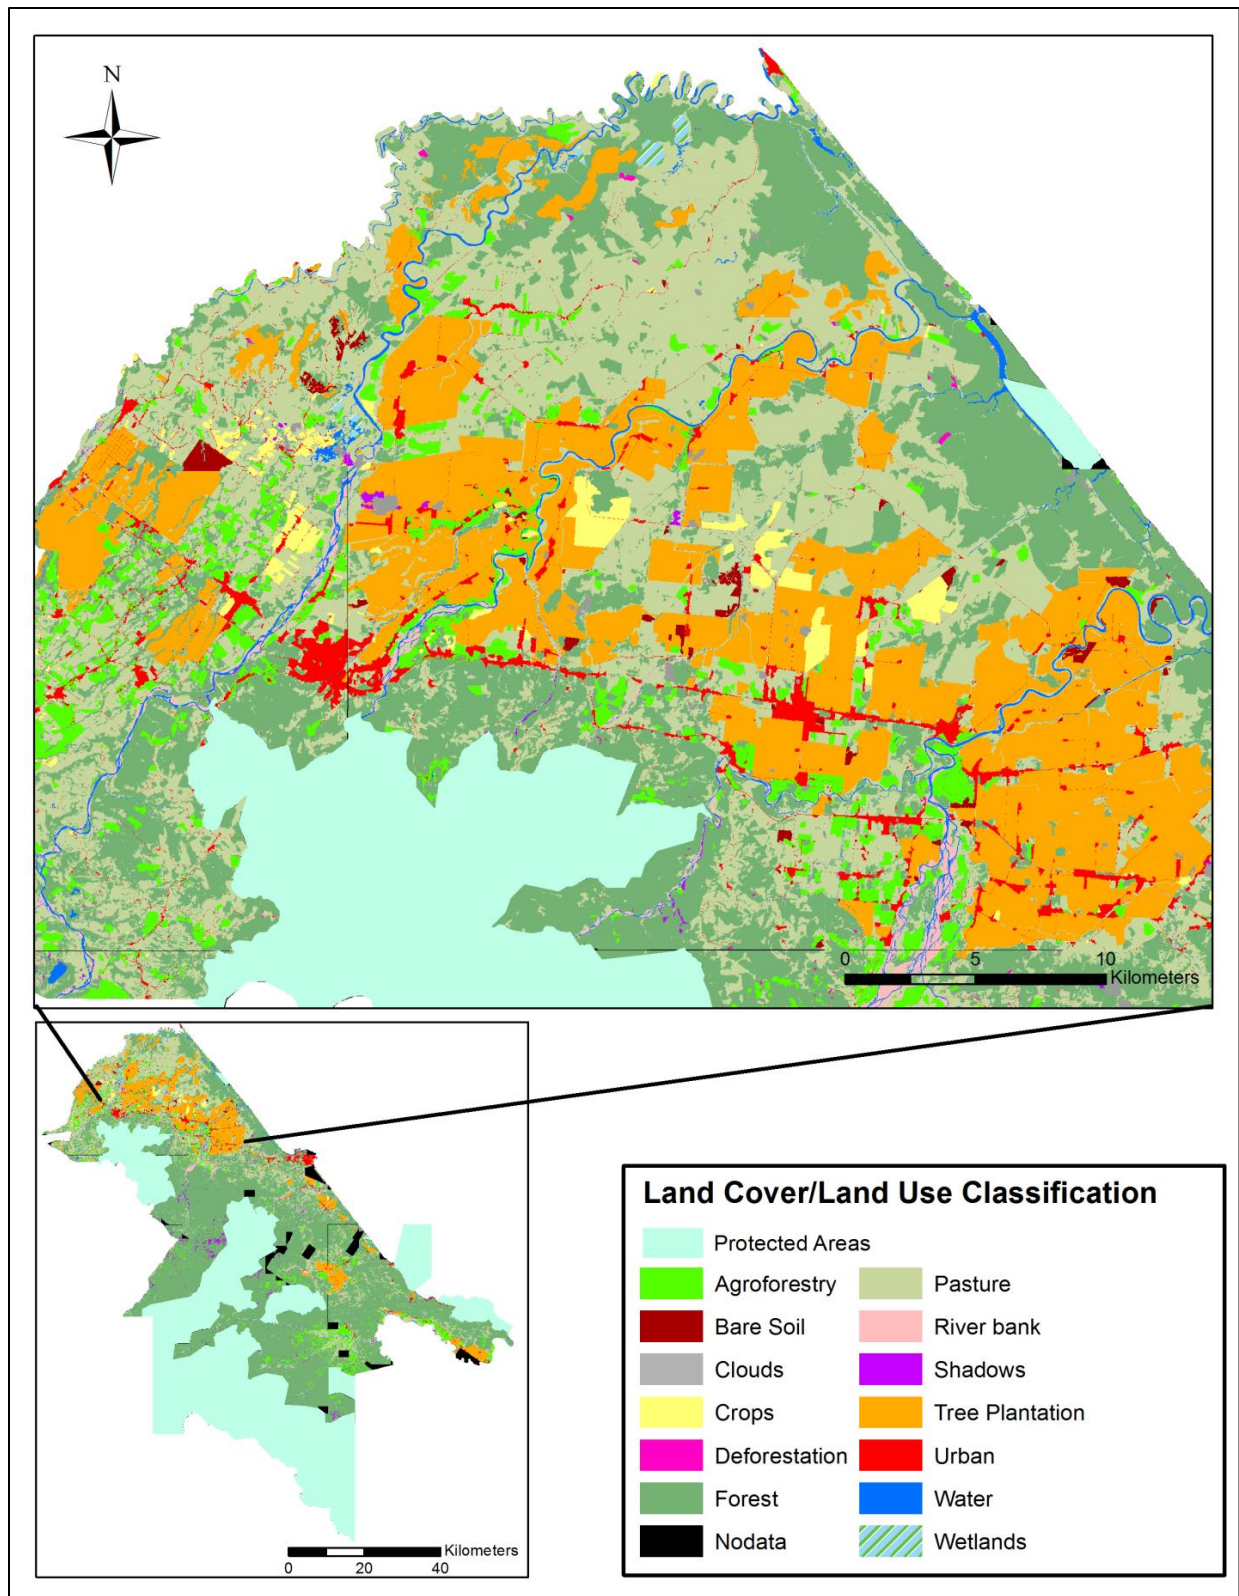 N
0 5 10
Kilometers
Kilometers
0 20 40
Land Cover/Land Use Classification
Protected Areas
Agroforestry Pasture
Bare Soil River bank
Clouds Shadows
Crops Tree Plantation
Deforestation Urban
Forest Water
Nodata Wetlands